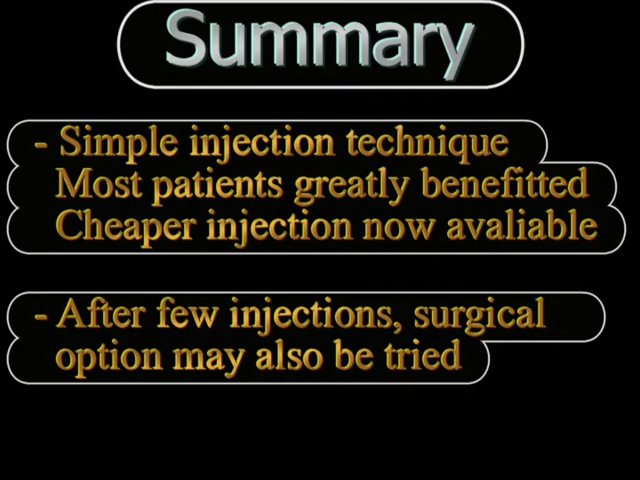 Summary
- Simple injection technique
Most patients greatly benefitted
Cheaper injection now avaliable
- After few injections, surgical
option may also be tried